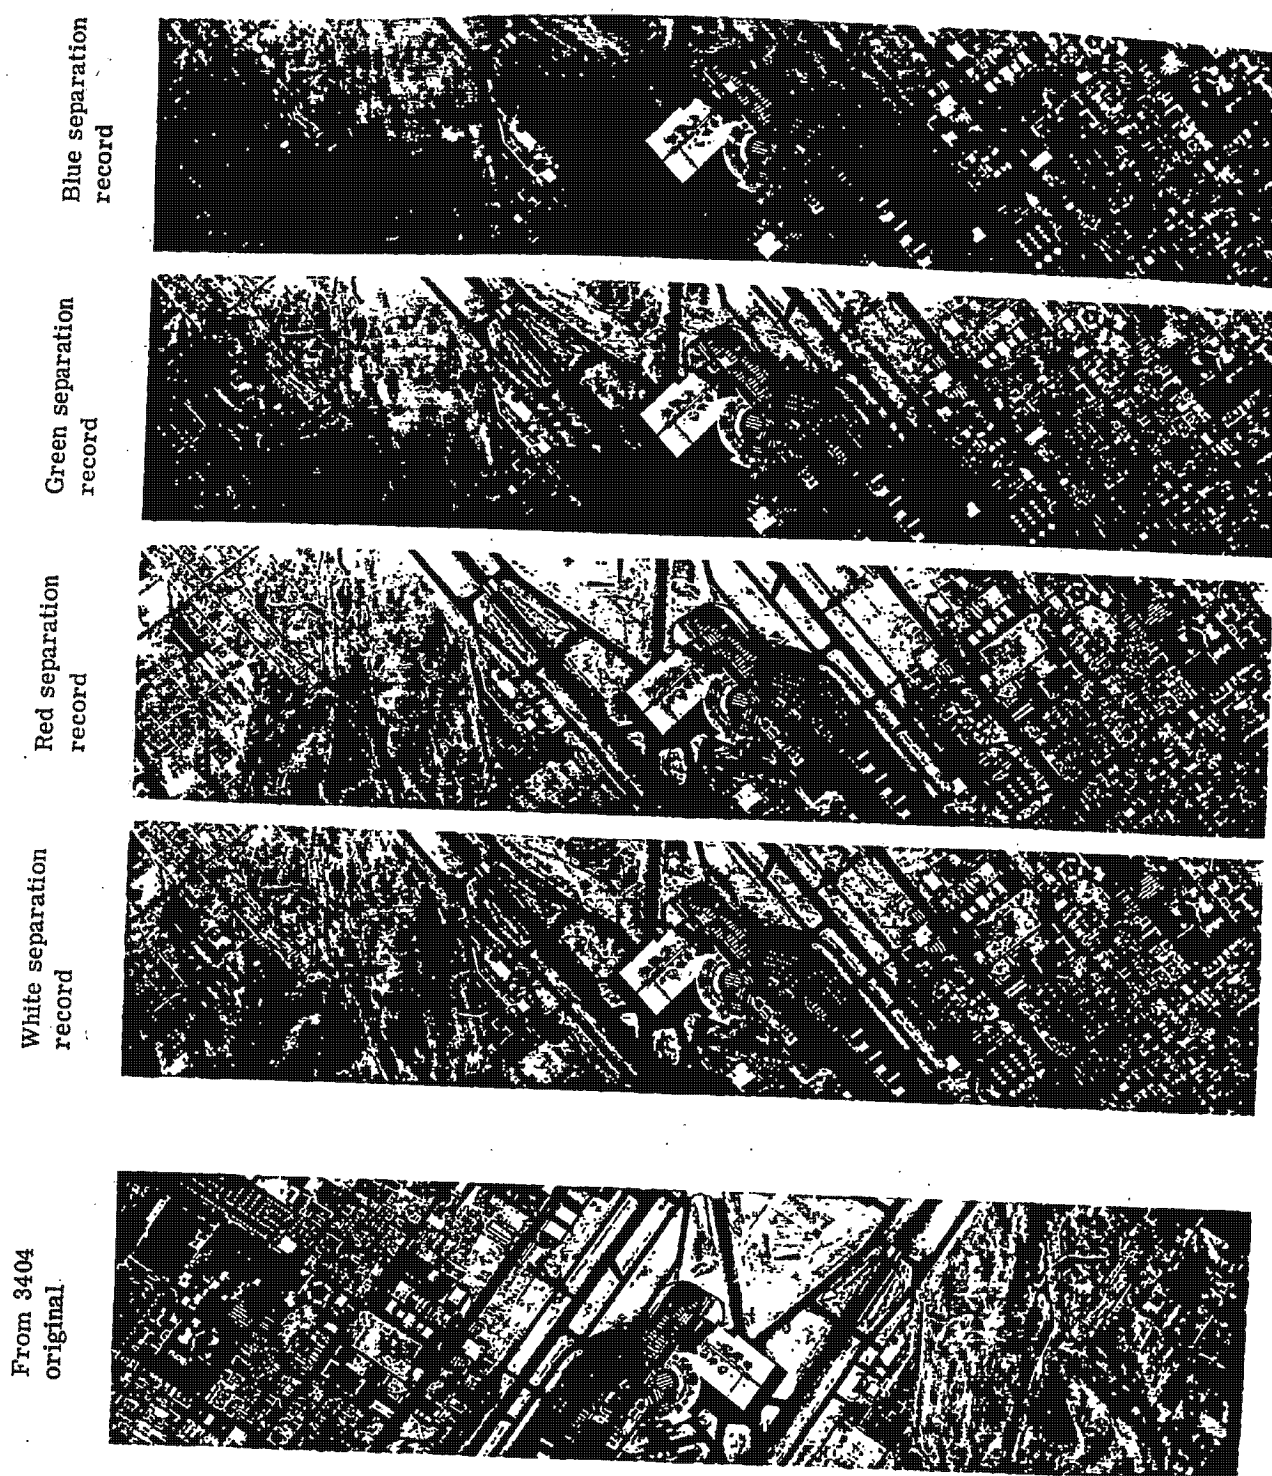 Blue separation
record
Green separation
record
Red separation
record
White separation
record
From 3404
original